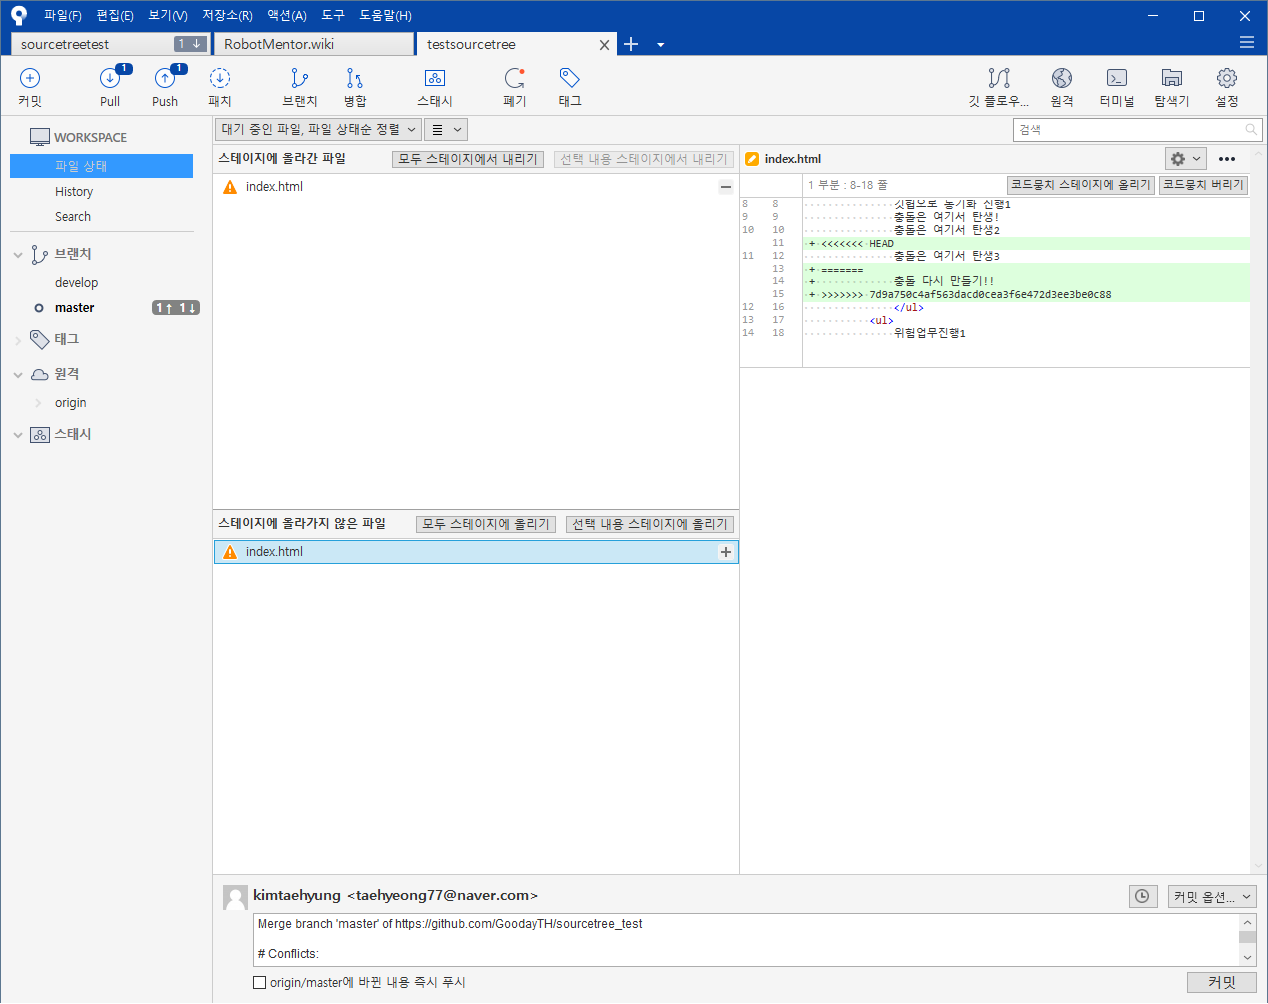 파일(F) 편집(E) 보기(V) 저장소(R) 액션(A) 도구 도움말(H)
sourcetreetest 1 ↓ RobotMentor.wiki testsourcetree
1 1
커밋 Pull Push 패치 브랜치 병합 스태시 폐기 태그 깃 플로우... 원격 터미널 탐색기 설정
WORKSPACE
파일 상태
History
Search
브랜치
develop
master 1↑ 1↓
태그
원격
origin
스태시
대기 중인 파일, 파일 상태순 정렬
검색
스테이지에 올라간 파일 모두 스테이지에서 내리기 선택 내용 스테이지에서 내리기
index.html
스테이지에 올라가지 않은 파일 모두 스테이지에 올리기 선택 내용 스테이지에 올리기
index.html
index.html
1 부분 : 8-18 줄 코드뭉치 스테이지에 올리기 코드뭉치 버리기
8 8 깃험으로 동기화 진행1
9 9 충돌은 여기서 탄생!
10 10 충돌은 여기서 탄생2
11 + <<<<<<< HEAD
11 12 충돌은 여기서 탄생3
13 + =======
14 + 충돌 다시 만들기!!
15 + >>>>>>> 7d9a750c4af563dacd0cea3f6e472d3ee3be0c88
12 16 </ul>
13 17 <ul>
14 18 위험업무진행1
kimtaehyung <taehyeong77@naver.com>
커밋 옵션...
Merge branch 'master' of https://github.com/GoodayTH/sourcetree_test
# Conflicts:
origin/master에 바뀐 내용 즉시 푸시
커밋